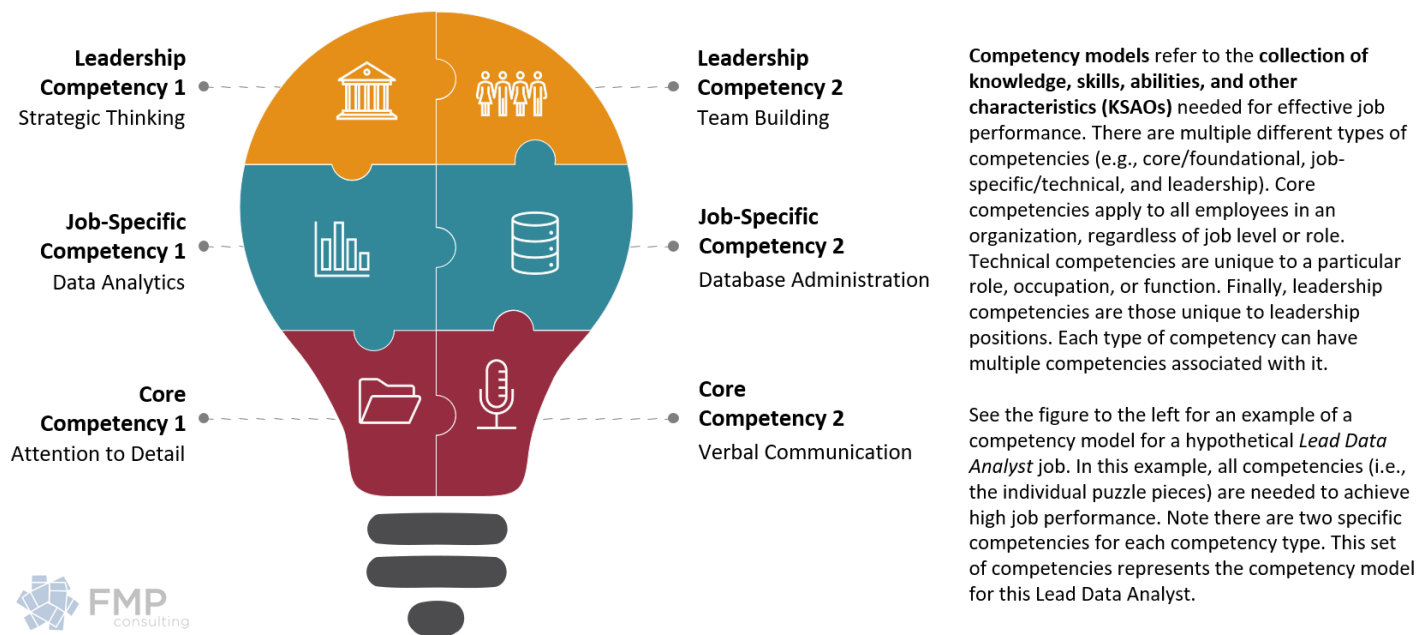 Leadership
Competency 1
Strategic Thinking
Leadership
Competency 2
Team Building
Job-Specific
Competency 1
Data Analytics
Job-Specific
Competency 2
Database Administration
Core
Competency 1
Attention to Detail
Core
Competency 2
Verbal Communication
Competency models refer to the collection of
knowledge, skills, abilities, and other
characteristics (KSAOs) needed for effective job
performance. There are multiple different types of
competencies (e.g., core/foundational, job-
specific/technical, and leadership). Core
competencies apply to all employees in an
organization, regardless of job level or role.
Technical competencies are unique to a particular
role, occupation, or function. Finally, leadership
competencies are those unique to leadership
positions. Each type of competency can have
multiple competencies associated with it.
See the figure to the left for an example of a
competency model for a hypothetical Lead Data
Analyst job. In this example, all competencies (i.e.,
the individual puzzle pieces) are needed to achieve
high job performance. Note there are two specific
competencies for each competency type. This set
of competencies represents the competency model
for this Lead Data Analyst.
FMP
consulting